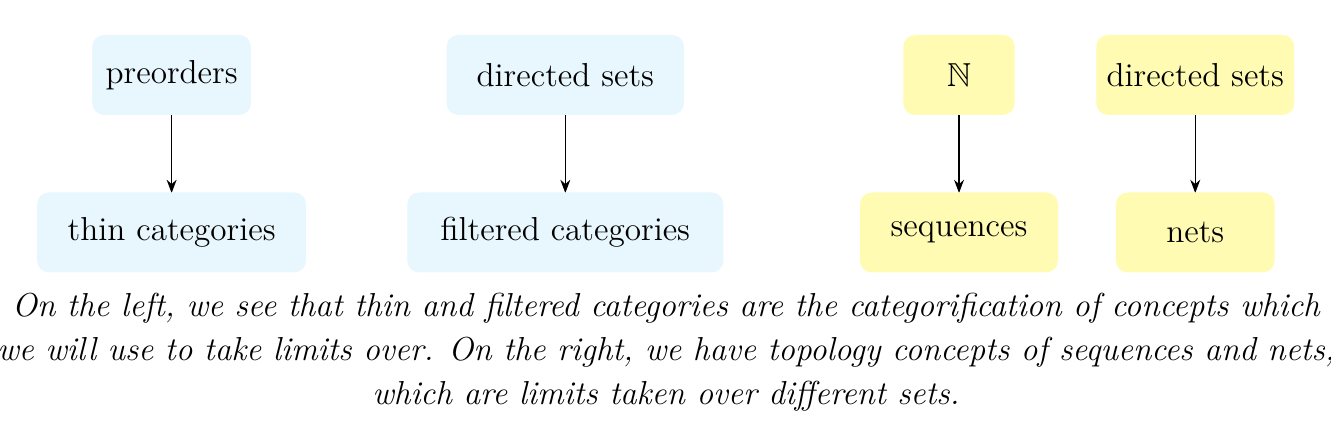 preorders
directed sets
ℕ
directed sets
thin categories
filtered categories
sequences
nets
On the left, we see that thin and filtered categories are the categorification of concepts which
we will use to take limits over. On the right, we have topology concepts of sequences and nets,
which are limits taken over different sets.